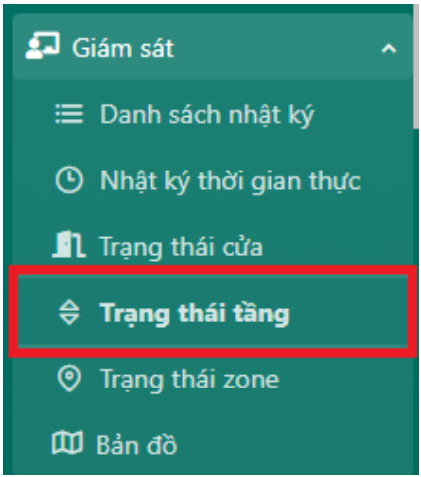 Giám sát
Danh sách nhật ký
Nhật ký thời gian thực
Trạng thái cửa
Trạng thái tầng
Trạng thái zone
Bản đồ